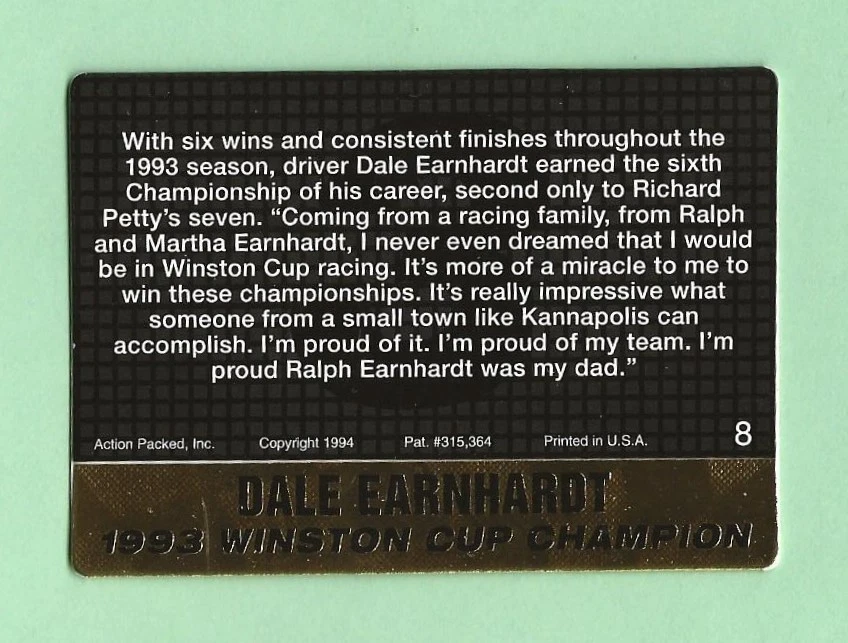 With six wins and consistent finishes throughout the
1993 season, driver Dale Earnhardt earned the sixth
Championship of his career, second only to Richard
Petty's seven. “Coming from a racing family, from Ralph
and Martha Earnhardt, I never even dreamed that I would
be in Winston Cup racing. It's more of a miracle to me to
win these championships. It's really impressive what
someone from a small town like Kannapolis can
accomplish. I'm proud of it. I'm proud of my team. I'm
proud Ralph Earnhardt was my dad.”
Action Packed, Inc. Copyright 1994 Pat. #315,364 Printed in U.S.A. 8
DALE EARNHARDT
1993 WINSTON CUP CHAMPION